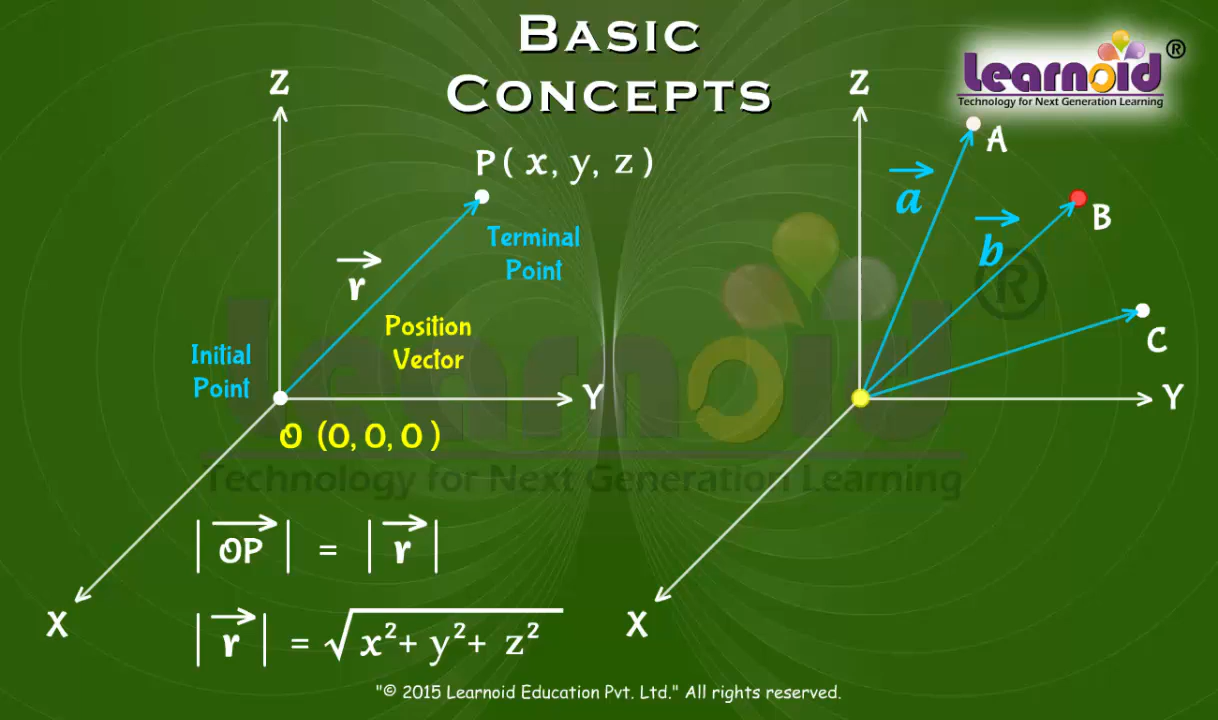 BASIC
CONCEPTS
Learnoid®
Technology for Next Generation Learning
Z
P ( x, y, z )
Terminal
Point
r
Position
Vector
Initial
Point
Y
O (0, 0, 0 )
X
| OP | = | r |
| r | = √x²+ y²+ z²
Z
A
a
B
b
C
Y
X
Learnoid®
Technology for Next Generation Learning
"© 2015 Learnoid Education Pvt. Ltd." All rights reserved.